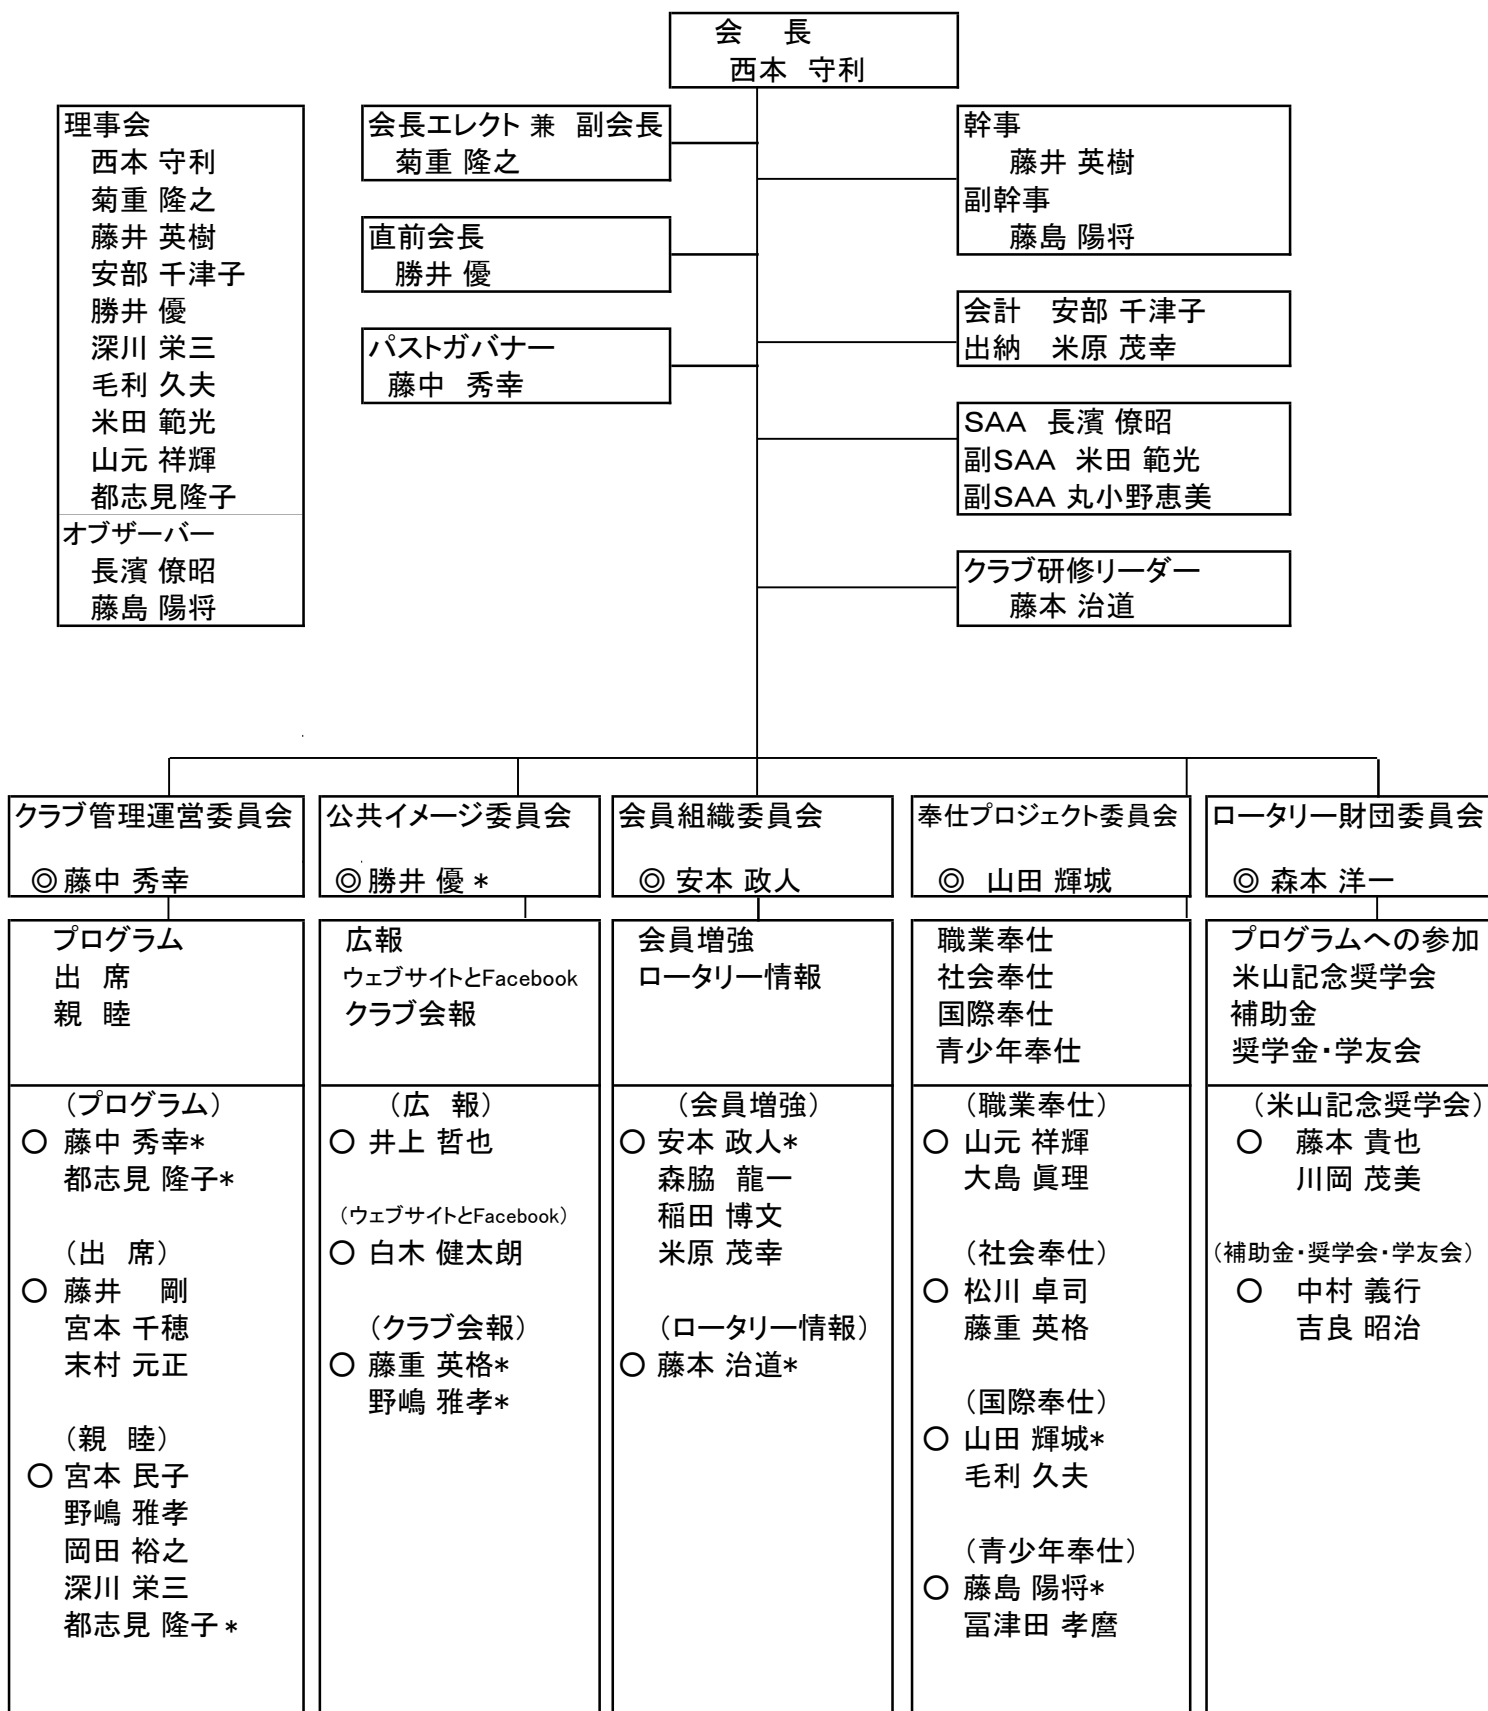 会　長
西本　守利
理事会
西本 守利
菊重 隆之
藤井 英樹
安部 千津子
勝井 優
深川 栄三
毛利 久夫
米田 範光
山元 祥輝
都志見隆子
オブザーバー
長濱 僚昭
藤島 陽将
会長エレクト 兼　副会長
菊重 隆之
直前会長
勝井 優
パストガバナー
藤中　秀幸
幹事
藤井 英樹
副幹事
藤島 陽将
会計　安部 千津子
出納　米原 茂幸
SAA　長濱 僚昭
副SAA　米田 範光
副SAA 丸小野恵美
クラブ研修リーダー
藤本 治道
クラブ管理運営委員会
◎ 藤中 秀幸
プログラム
出　席
親　睦
（プログラム）
○ 藤中 秀幸*
都志見 隆子*
（出　席）
○ 藤井　剛
宮本 千穂
末村 元正
（親　睦）
○ 宮本 民子
野嶋 雅孝
岡田 裕之
深川 栄三
都志見 隆子*
公共イメージ委員会
◎ 勝井 優*
広報
ウェブサイトとFacebook
クラブ会報
（広　報）
○ 井上 哲也
（ウェブサイトとFacebook）
○ 白木 健太朗
（クラブ会報）
○ 藤重 英格*
野嶋 雅孝*
会員組織委員会
◎ 安本 政人
会員増強
ロータリー情報
（会員増強）
○ 安本 政人*
森脇　龍一
稲田 博文
米原 茂幸
（ロータリー情報）
○ 藤本 治道*
奉仕プロジェクト委員会
◎　山田 輝城
職業奉仕
社会奉仕
国際奉仕
青少年奉仕
（職業奉仕）
○ 山元 祥輝
大島 眞理
（社会奉仕）
○ 松川 卓司
藤重 英格
（国際奉仕）
○ 山田 輝城*
毛利 久夫
（青少年奉仕）
○ 藤島 陽将*
冨津田 孝麿
ロータリー財団委員会
◎ 森本 洋一
プログラムへの参加
米山記念奨学会
補助金
奨学金・学友会
（米山記念奨学会）
○　藤本 貴也
川岡 茂美
（補助金・奨学会・学友会）
○　中村 義行
吉良 昭治